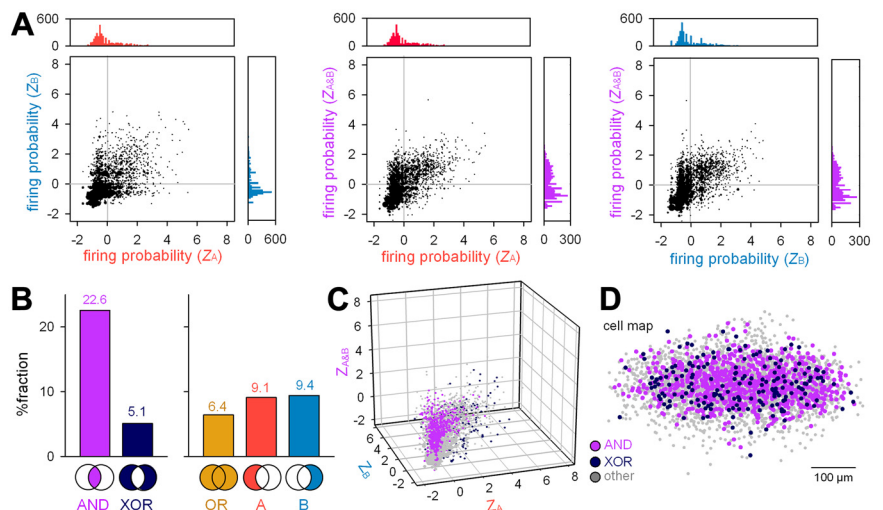 A
600
0
firing probability (ZB)
8
6
4
2
0
-2
-2 0 2 4 6 8
0 600
firing probability (ZA)
600
0
firing probability (ZA&B)
8
6
4
2
0
-2
-2 0 2 4 6 8
0 300
firing probability (ZA)
600
0
firing probability (ZA&B)
8
6
4
2
0
-2
-2 0 2 4 6 8
0 300
firing probability (ZB)
B
%fraction
20
10
0
22.6
5.1
6.4
9.1
9.4
AND XOR OR A B
C
ZA&B
8
6
4
2
0
-2
ZB
6
4
2
0
-2
-2 0 2 4 6 8
ZA
D
cell map
AND
XOR
other
100 µm